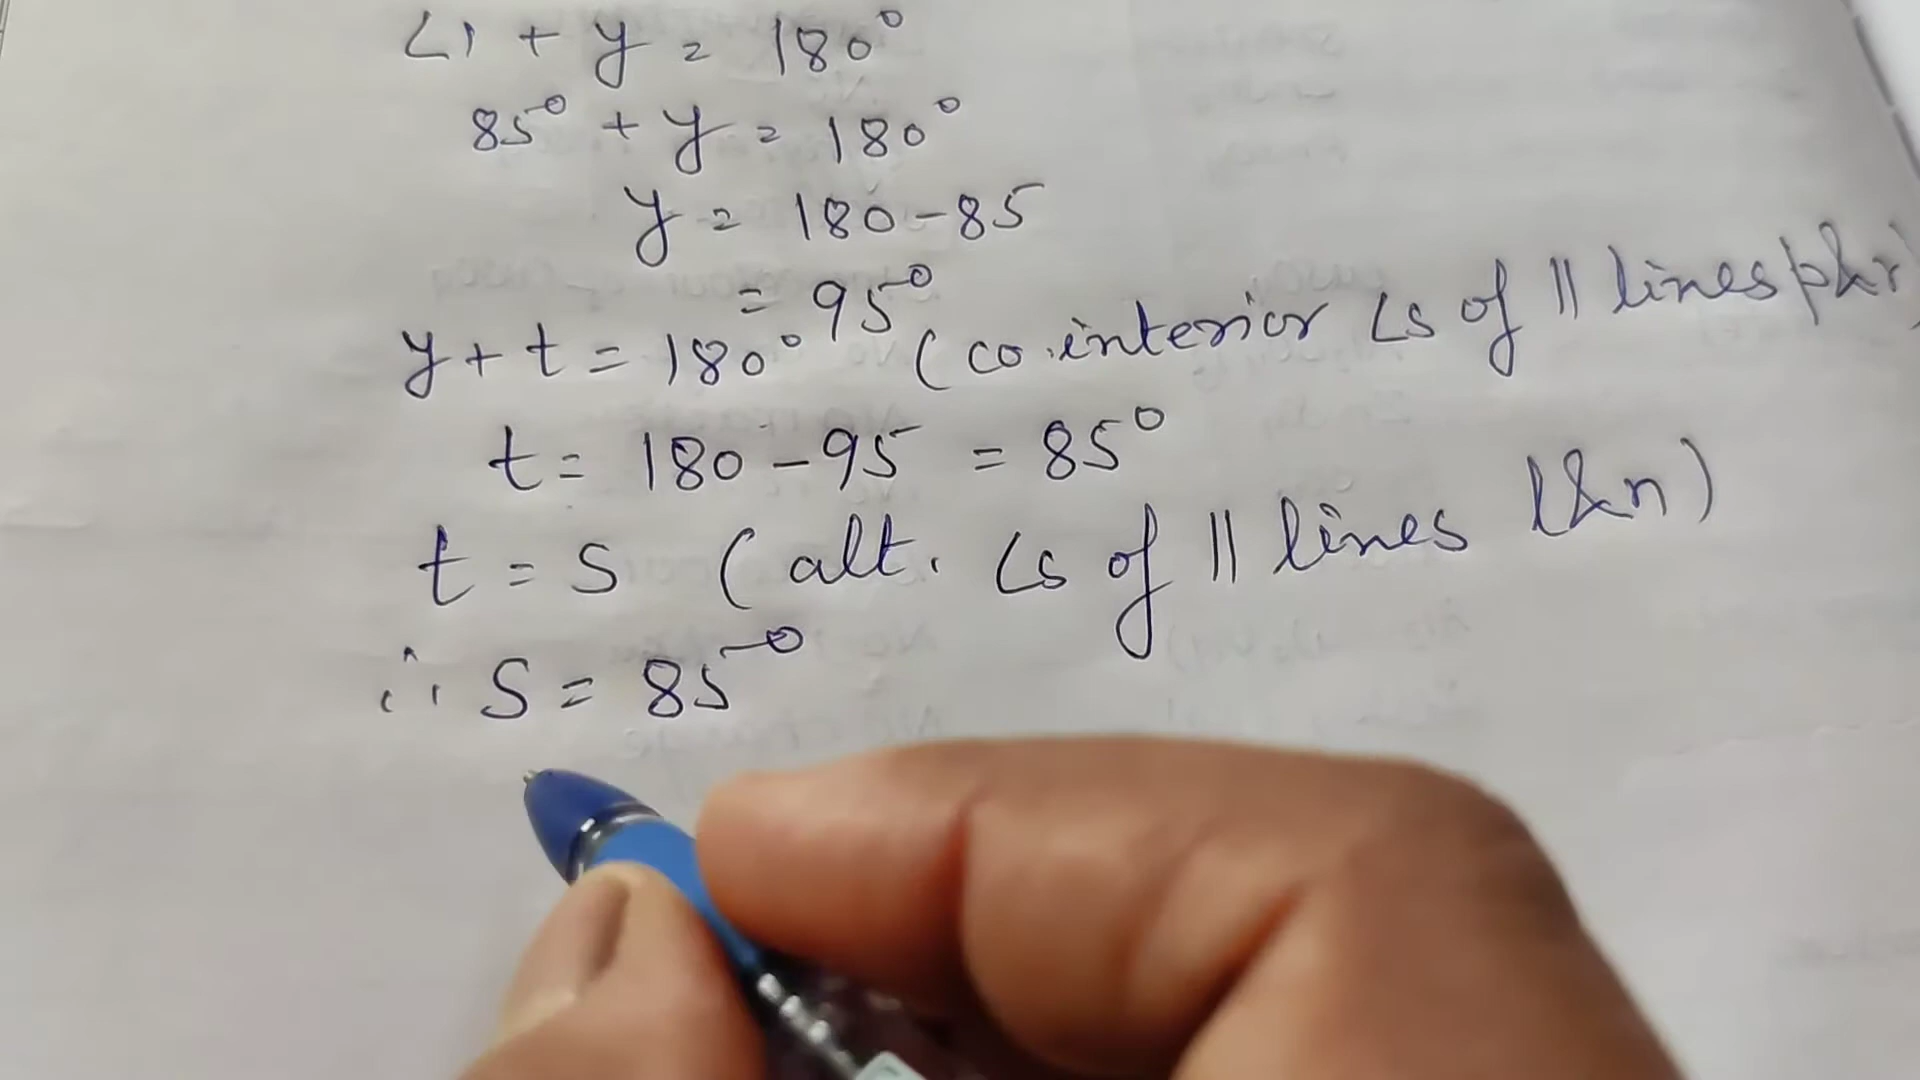 ∠1 + y = 180°
85° + y = 180°
y = 180 - 85
= 95°
y + t = 180° (co.interior ∠s of || lines p&r)
t = 180 - 95 = 85°
t = s (alt. ∠s of || lines l&n)
∴ s = 85°